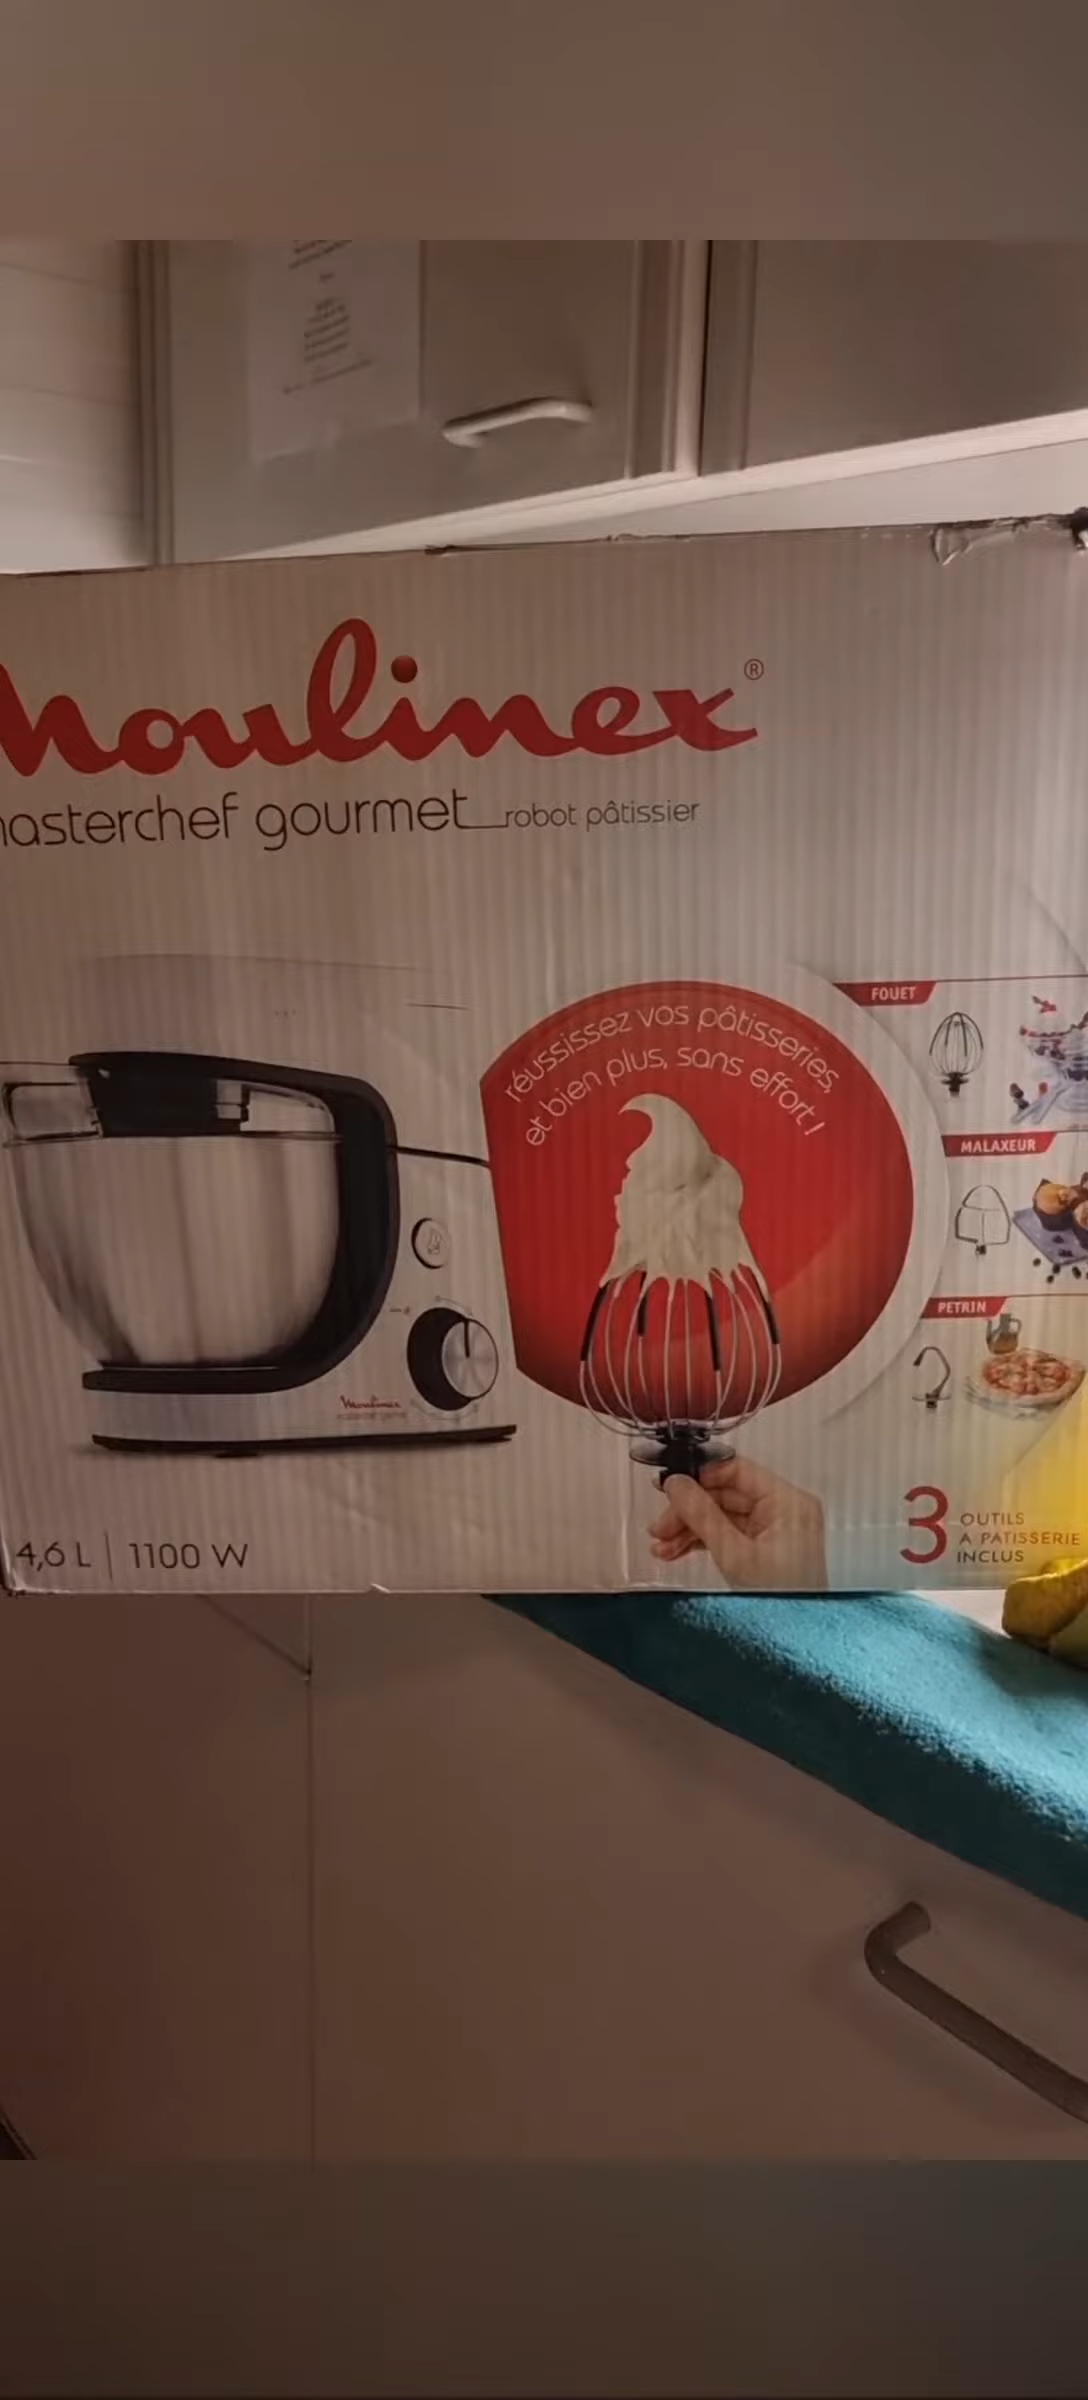 Moulinex®
masterchef gourmet robot pâtissier
réussissez vos pâtisseries,
et bien plus, sans effort !
FOUET
MALAXEUR
PETRIN
Moulinex
4,6 L | 1100 W
3 OUTILS
A PATISSERIE
INCLUS